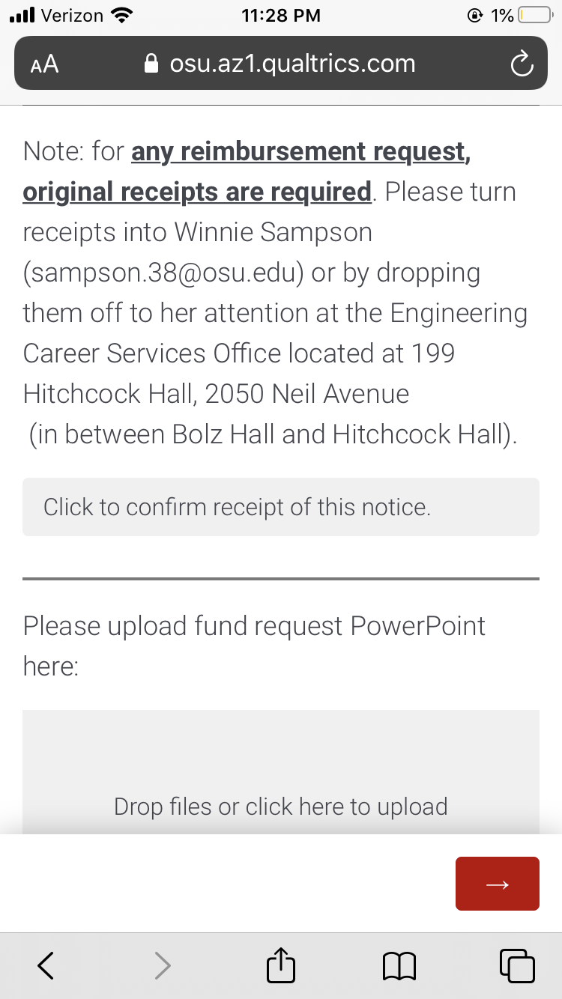 Verizon 11:28 PM 1%
AA osu.az1.qualtrics.com
Note: for any reimbursement request,
original receipts are required. Please turn
receipts into Winnie Sampson
(sampson.38@osu.edu) or by dropping
them off to her attention at the Engineering
Career Services Office located at 199
Hitchcock Hall, 2050 Neil Avenue
(in between Bolz Hall and Hitchcock Hall).
Click to confirm receipt of this notice.
Please upload fund request PowerPoint
here:
Drop files or click here to upload
→